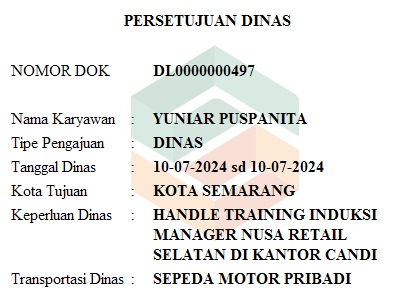 PERSETUJUAN DINAS
NOMOR DOK DL0000000497
Nama Karyawan : YUNIAR PUSPANITA
Tipe Pengajuan : DINAS
Tanggal Dinas : 10-07-2024 sd 10-07-2024
Kota Tujuan : KOTA SEMARANG
Keperluan Dinas : HANDLE TRAINING INDUKSI
MANAGER NUSA RETAIL
SELATAN DI KANTOR CANDI
Transportasi Dinas : SEPEDA MOTOR PRIBADI